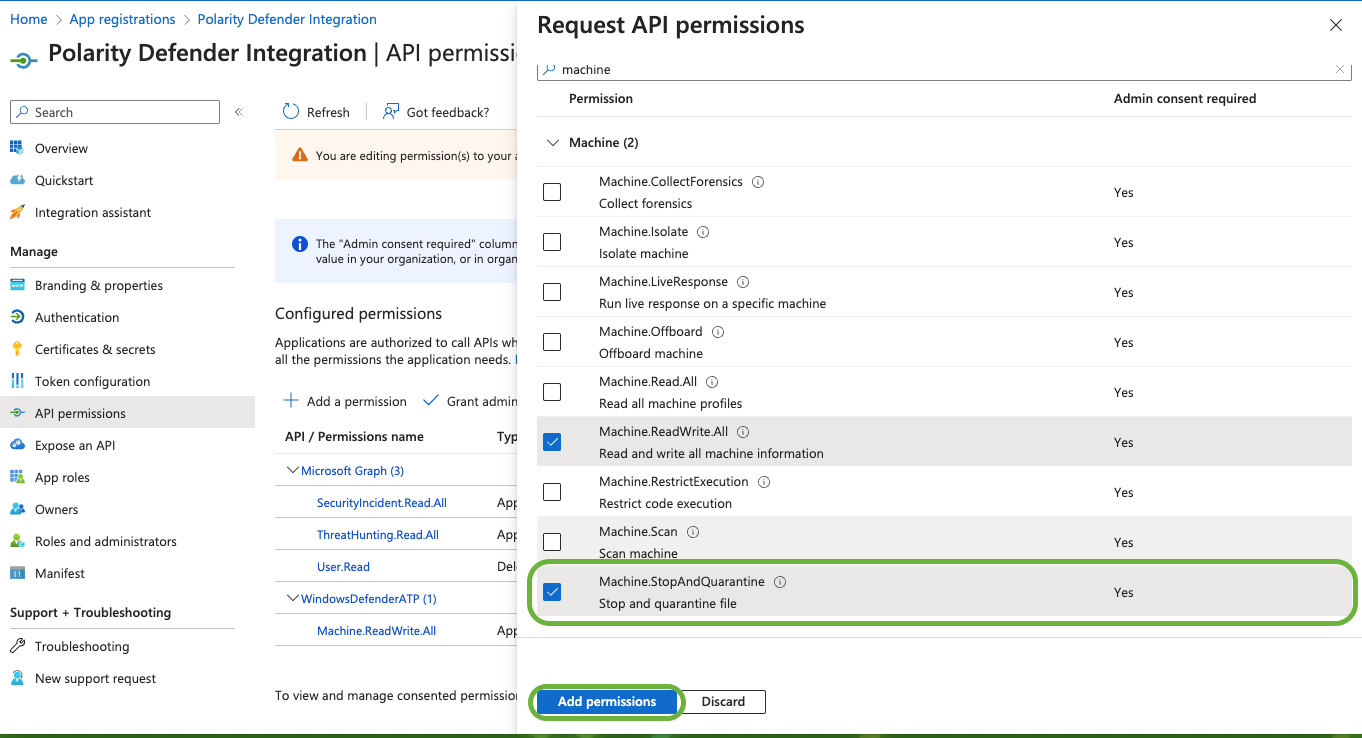 Home > App registrations > Polarity Defender Integration
Polarity Defender Integration | API permissi
Search
«
Overview
Quickstart
Integration assistant
Manage
Branding & properties
Authentication
Certificates & secrets
Token configuration
API permissions
Expose an API
App roles
Owners
Roles and administrators
Manifest
Support + Troubleshooting
Troubleshooting
New support request
Refresh
Got feedback?
You are editing permission(s) to your a
The "Admin consent required" column
value in your organization, or in organ
Configured permissions
Applications are authorized to call APIs wh
all the permissions the application needs.
Add a permission
Grant admin
API / Permissions name
Typ
Microsoft Graph (3)
SecurityIncident.Read.All
App
ThreatHunting.Read.All
App
User.Read
Del
WindowsDefenderATP (1)
Machine.ReadWrite.All
App
To view and manage consented permission
Request API permissions
machine
Permission
Admin consent required
Machine (2)
Machine.CollectForensics
Collect forensics
Yes
Machine.Isolate
Isolate machine
Yes
Machine.LiveResponse
Run live response on a specific machine
Yes
Machine.Offboard
Offboard machine
Yes
Machine.Read.All
Read all machine profiles
Yes
Machine.ReadWrite.All
Read and write all machine information
Yes
Machine.RestrictExecution
Restrict code execution
Yes
Machine.Scan
Scan machine
Yes
Machine.StopAndQuarantine
Stop and quarantine file
Yes
Add permissions
Discard